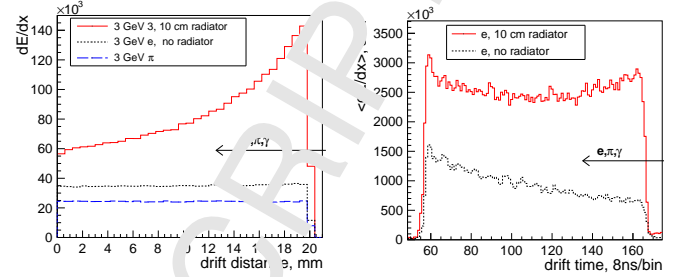 ×10³
dE/dx
3 GeV 3, 10 cm radiator
3 GeV e, no radiator
3 GeV π
140
120
100
80
60
40
20
0
,π,γ
0 2 4 6 8 10 12 14 16 18 20
drift distance, mm
×10³
/dx>
e, 10 cm radiator
e, no radiator
3500
3000
2500
2000
1500
1000
500
0
e,π,γ
60 80 100 120 140 160
drift time, 8ns/bin
CRIP